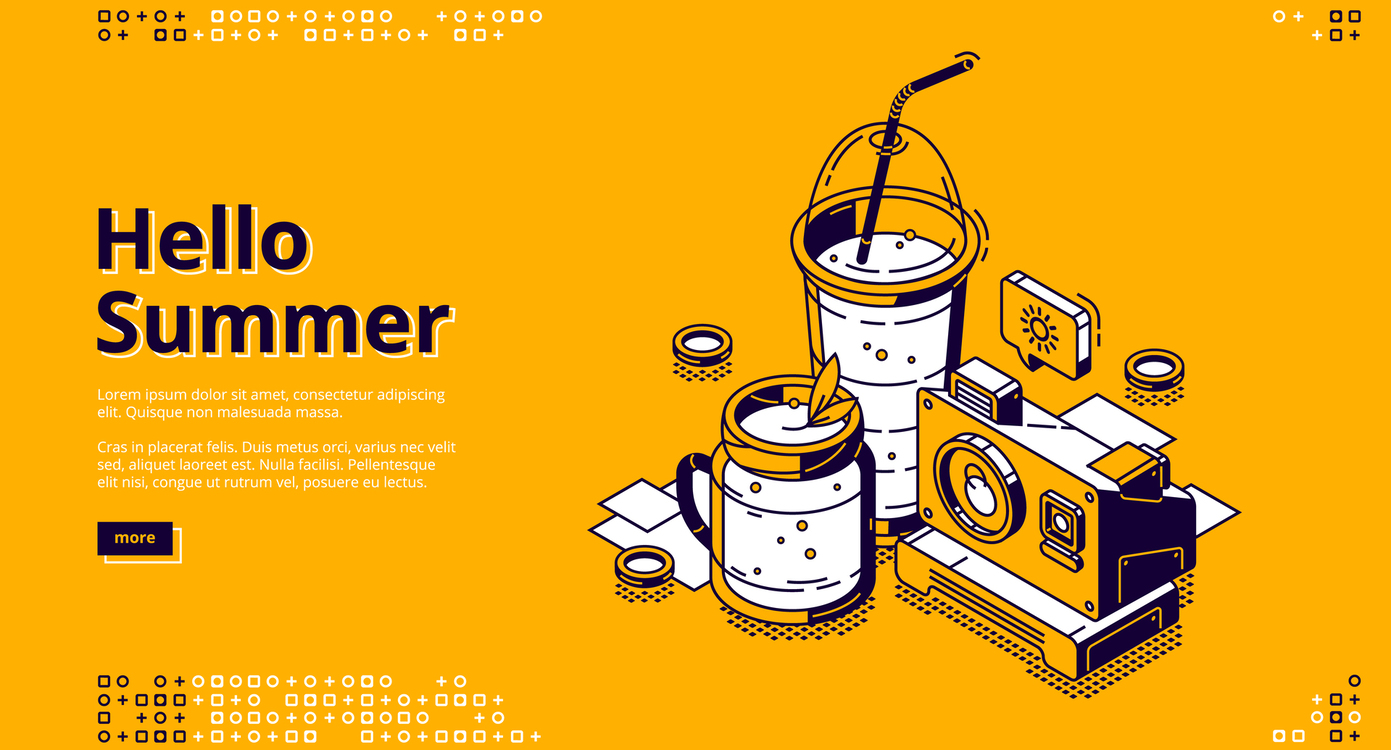 Hello
Summer
Lorem ipsum dolor sit amet, consectetur adipiscing
elit. Quisque non malesuada massa.
Cras in placerat felis. Duis metus orci, varius nec velit
sed, aliquet laoreet est. Nulla facilisi. Pellentesque
elit nisi, congue ut rutrum vel, posuere eu lectus.
more